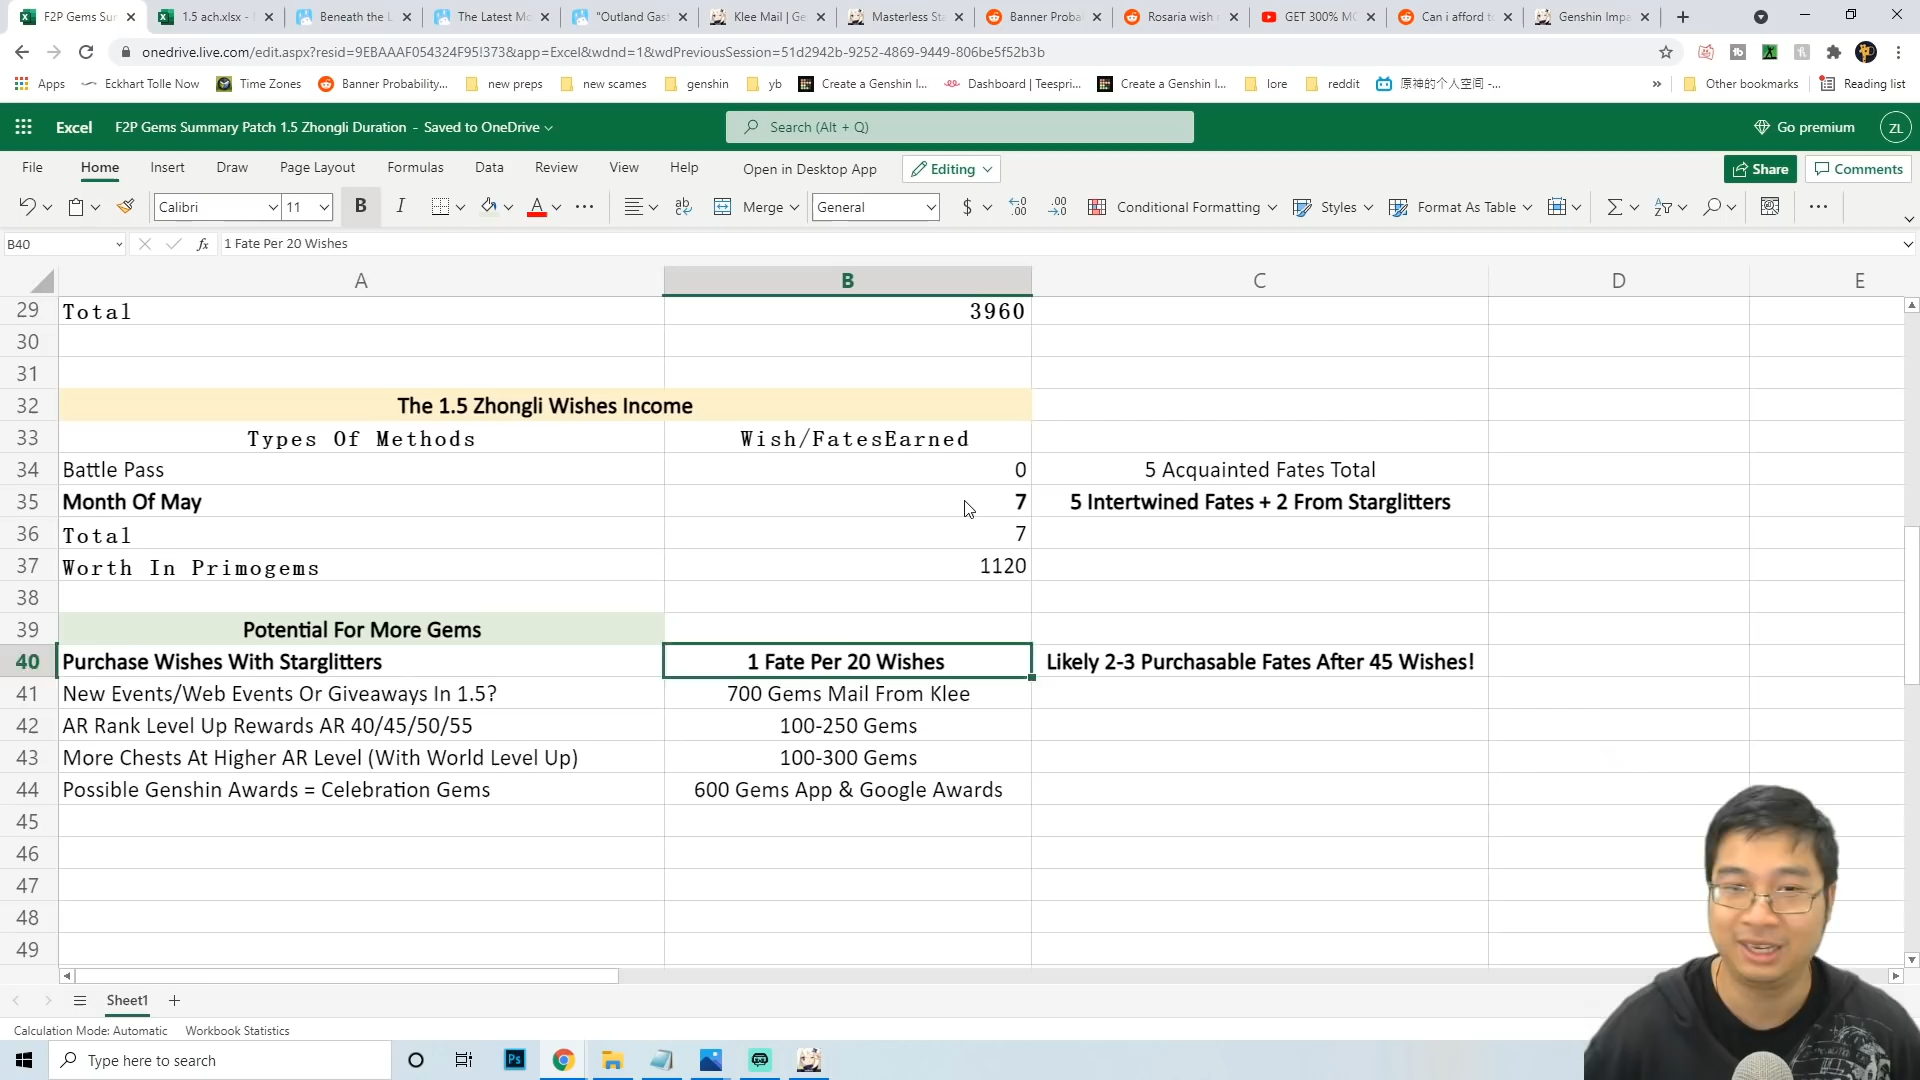 F2P Gems Sum
1.5 ach.xlsx -
Beneath the L
The Latest Mo
"Outland Gas
Klee Mail | Ge
Masterless Sta
Banner Proba
Rosaria wish
GET 300% MO
Can i afford t
Genshin Impa
onedrive.live.com/edit.aspx?resid=9EBAAAF054324F95!373&app=Excel&wdnd=1&wdPreviousSession=51d2942b-9252-4869-9449-806be5f52b3b
Apps
Eckhart Tolle Now
Time Zones
Banner Probability...
new preps
new scames
genshin
yb
Create a Genshin I...
Dashboard | Teespri...
Create a Genshin I...
lore
reddit
原神的个人空间 -...
»
Other bookmarks
Reading list
Excel
F2P Gems Summary Patch 1.5 Zhongli Duration - Saved to OneDrive
Search (Alt + Q)
Go premium
ZL
File
Home
Insert
Draw
Page Layout
Formulas
Data
Review
View
Help
Open in Desktop App
Editing
Share
Comments
Calibri
11
B
I
A
ab
Merge
General
$
Conditional Formatting
Styles
Format As Table
B40
fx
1 Fate Per 20 Wishes
A B C D E
29 Total 3960
30
31
32 The 1.5 Zhongli Wishes Income
33 Types Of Methods Wish/FatesEarned
34 Battle Pass 0 5 Acquainted Fates Total
35 Month Of May 7 5 Intertwined Fates + 2 From Starglitters
36 Total 7
37 Worth In Primogems 1120
38
39 Potential For More Gems
40 Purchase Wishes With Starglitters 1 Fate Per 20 Wishes Likely 2-3 Purchasable Fates After 45 Wishes!
41 New Events/Web Events Or Giveaways In 1.5? 700 Gems Mail From Klee
42 AR Rank Level Up Rewards AR 40/45/50/55 100-250 Gems
43 More Chests At Higher AR Level (With World Level Up) 100-300 Gems
44 Possible Genshin Awards = Celebration Gems 600 Gems App & Google Awards
45
46
47
48
49
Sheet1
Calculation Mode: Automatic Workbook Statistics
Type here to search
Ps